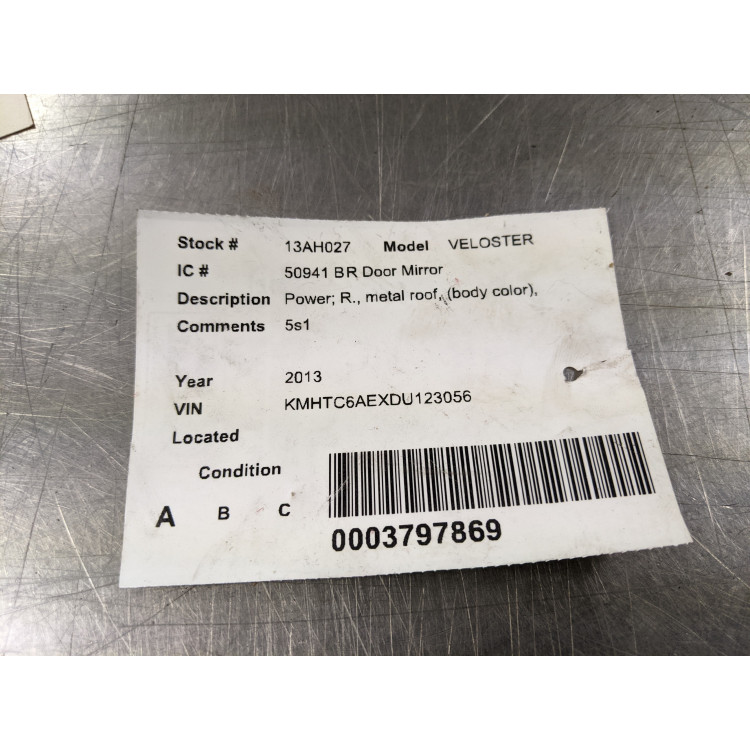 Stock # 13AH027 Model VELOSTER
IC # 50941 BR Door Mirror
Description Power; R., metal roof, (body color),
Comments 5s1
Year 2013
VIN KMHTC6AEXDU123056
Located
Condition
A B C
0003797869